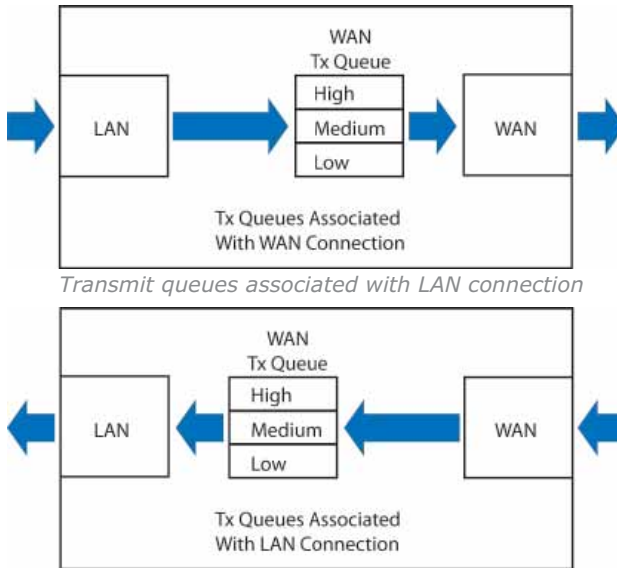 WAN
Tx Queue
High
LAN
Medium
WAN
Low
Tx Queues Associated
With WAN Connection
Transmit queues associated with LAN connection
WAN
Tx Queue
High
LAN
Medium
WAN
Low
Tx Queues Associated
With LAN Connection